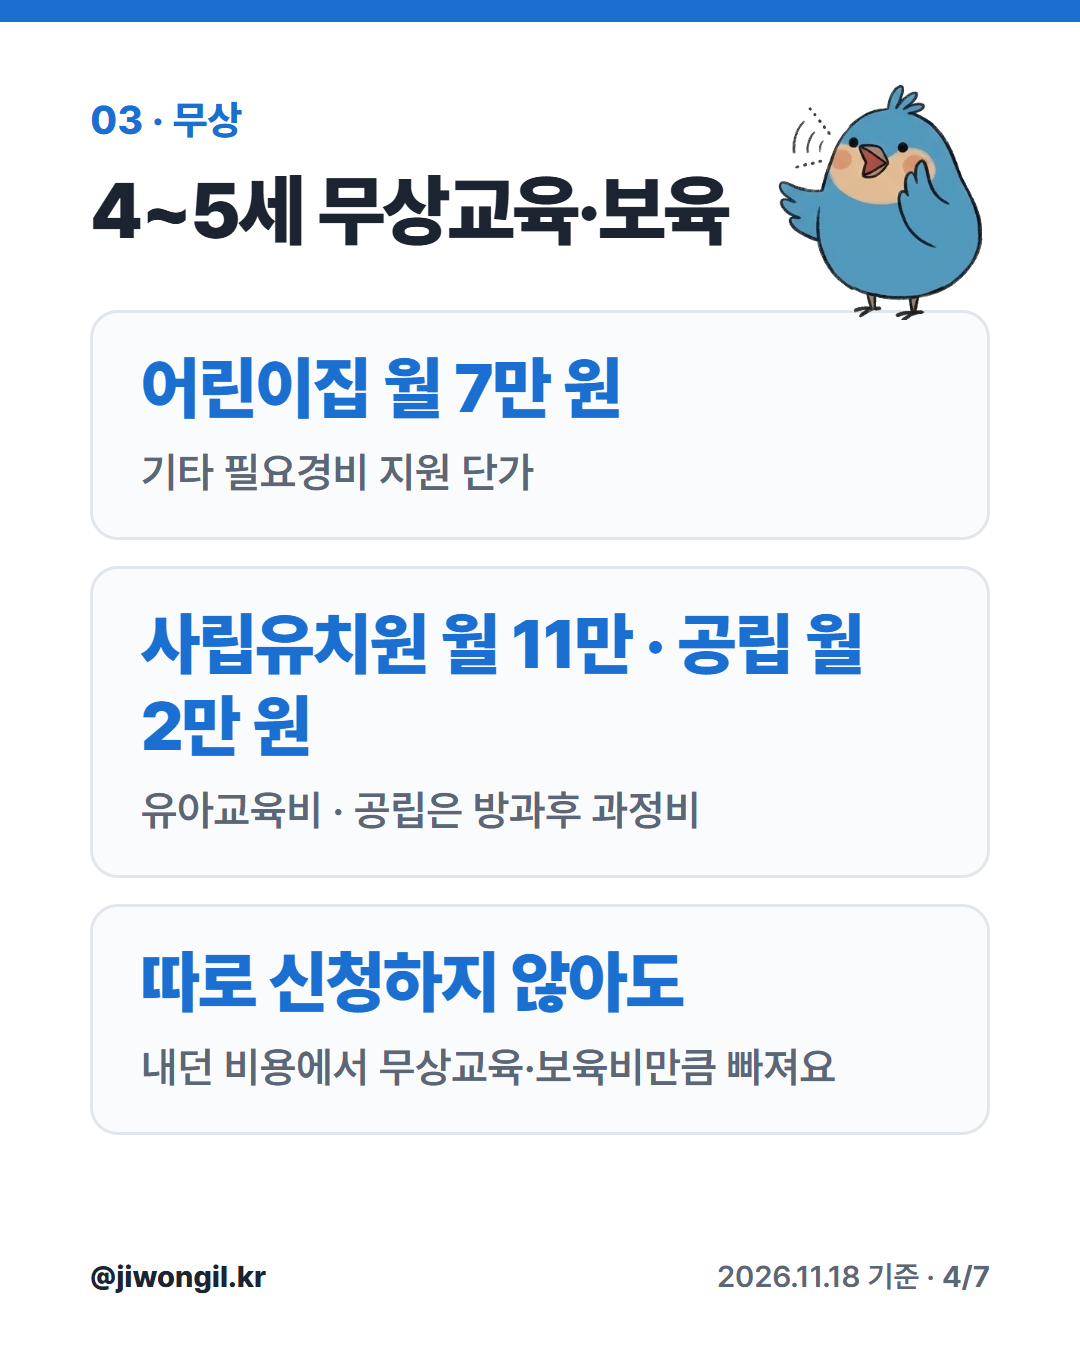 03 · 무상
4~5세 무상교육·보육
어린이집 월 7만 원
기타 필요경비 지원 단가
사립유치원 월 11만 · 공립 월
2만 원
유아교육비 · 공립은 방과후 과정비
따로 신청하지 않아도
내던 비용에서 무상교육·보육비만큼 빠져요
@jiwongil.kr
2026.11.18 기준 · 4/7